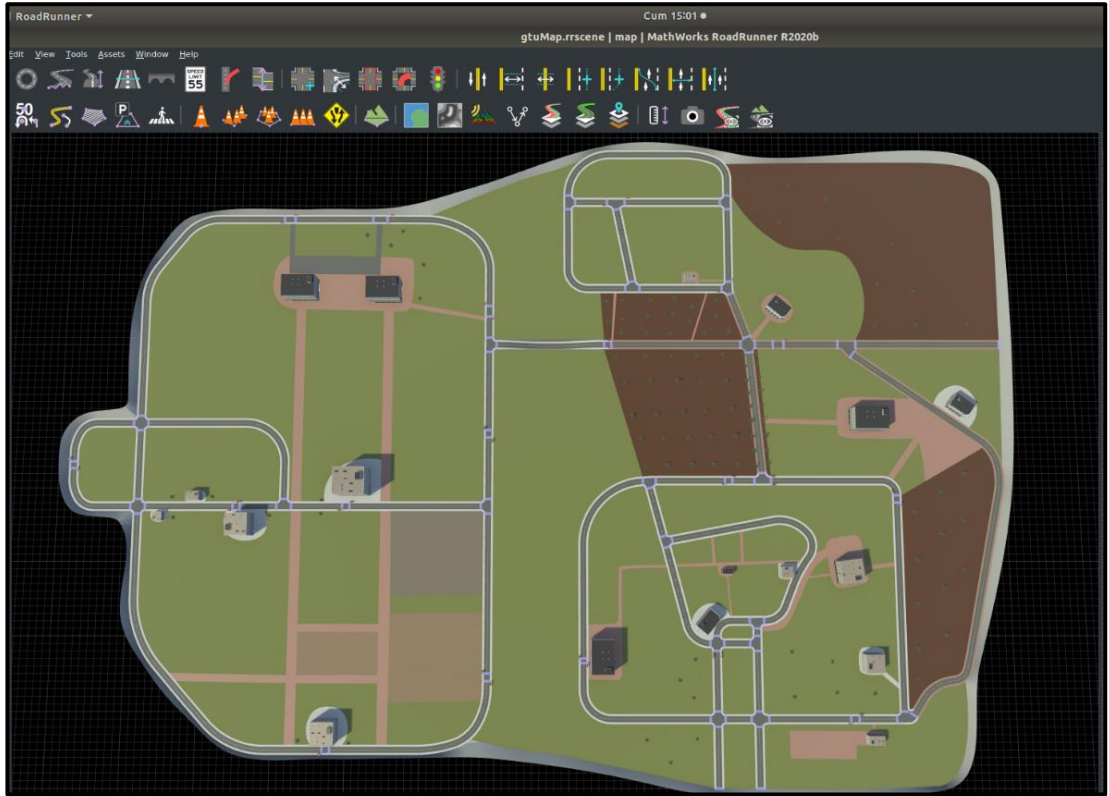 RoadRunner
Cum 15:01
gtuMap.rrscene | map | MathWorks RoadRunner R2020b
Edit View Tools Assets Window Help
SPEED LIMIT 55
50 P